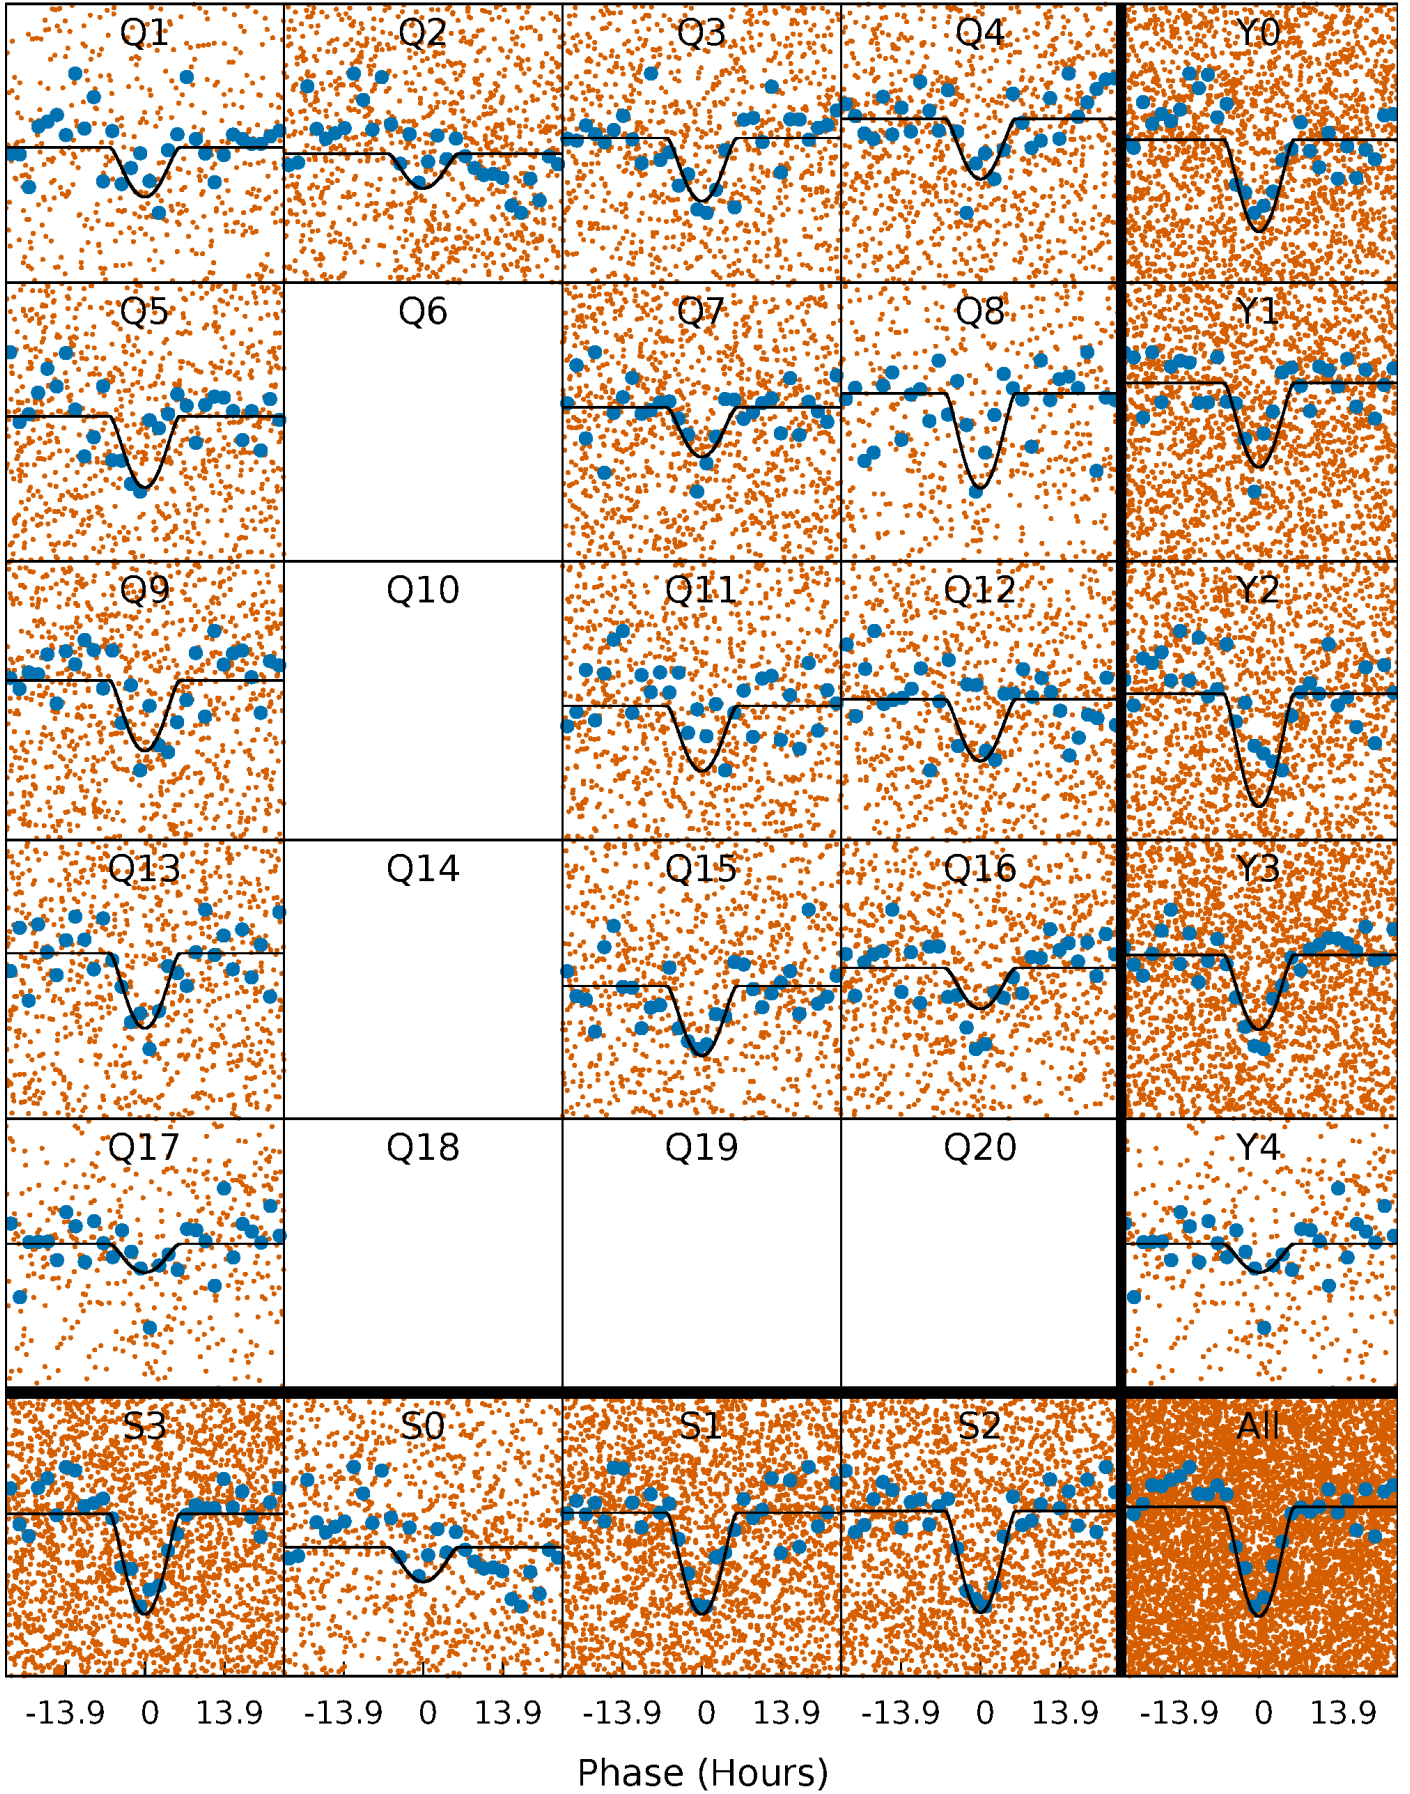 Q1 Q2 Q3 Q4 Y0
Q5 Q6 Q7 Q8 Y1
Q9 Q10 Q11 Q12 Y2
Q13 Q14 Q15 Q16 Y3
Q17 Q18 Q19 Q20 Y4
S3 S0 S1 S2 All
-13.9 0 13.9 -13.9 0 13.9 -13.9 0 13.9 -13.9 0 13.9 -13.9 0 13.9
Phase (Hours)